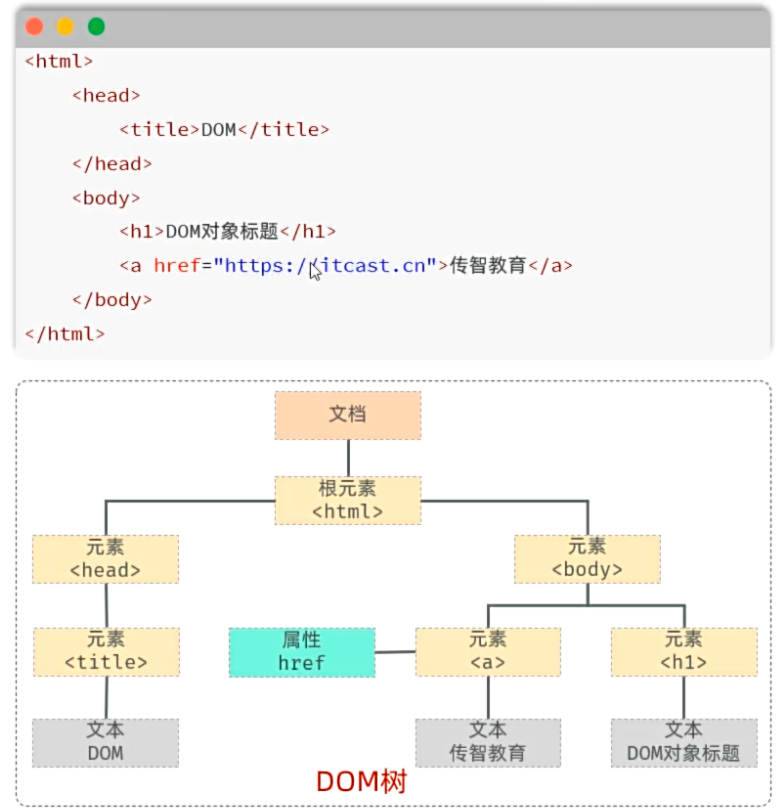 <html>
<head>
<title>DOM</title>
</head>
<body>
<h1>DOM对象标题</h1>
<a href="https://itcast.cn">传智教育</a>
</body>
</html>
文档
根元素
<html>
元素
<head>
元素
<body>
元素
<title>
属性
href
元素
<a>
元素
<h1>
文本
DOM
文本
传智教育
文本
DOM对象标题
DOM树